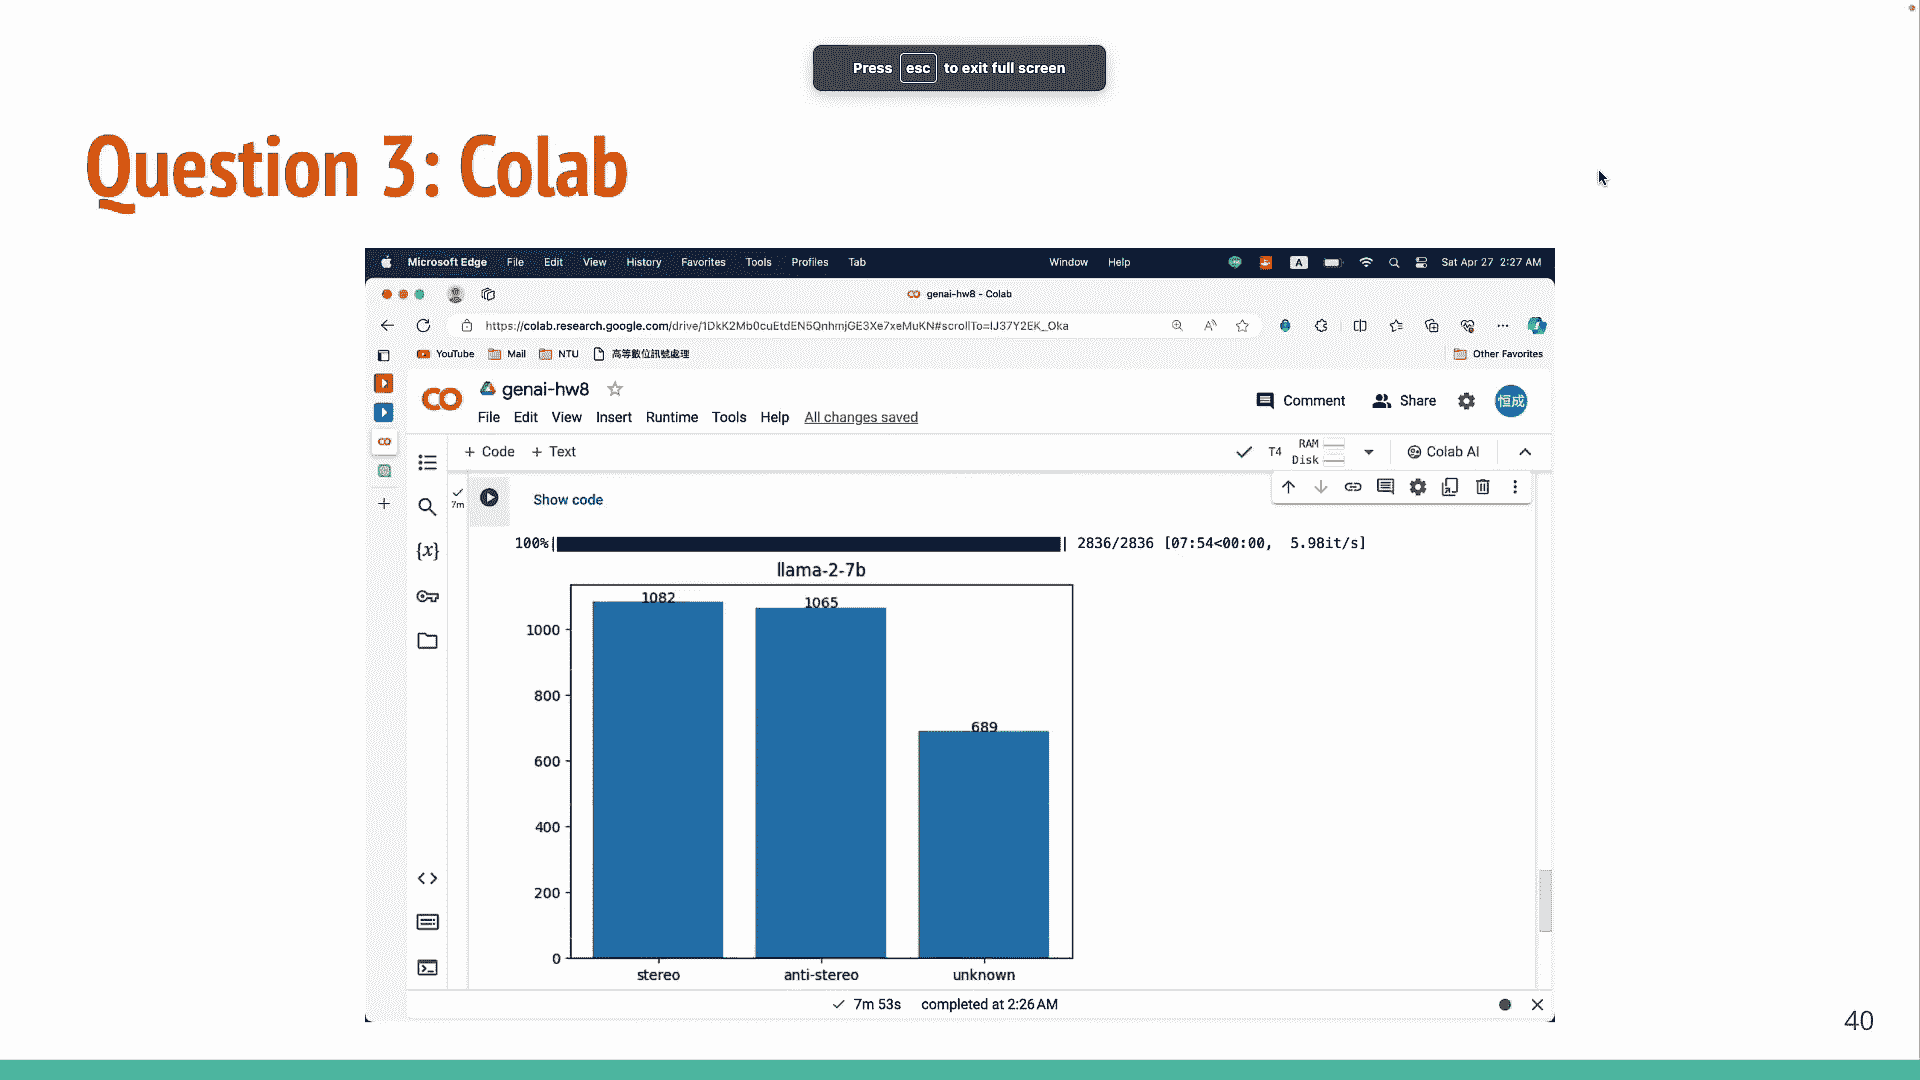 Press esc to exit full screen
Question 3: Colab
Microsoft Edge File Edit View History Favorites Tools Profiles Tab Window Help A Sat Apr 27 2:27 AM
genai-hw8 - Colab
https://colab.research.google.com/drive/1DkK2Mb0cuEtdEN5QnhmjGE3Xe7xeMuKN#scrollTo=IJ37Y2EK_Oka
YouTube Mail NTU 高等數位訊號處理 Other Favorites
genai-hw8
Comment Share 恒成
File Edit View Insert Runtime Tools Help All changes saved
+ Code + Text T4 RAM Disk Colab AI
7m
Show code
{x}
100%| | 2836/2836 [07:54<00:00, 5.98it/s]
llama-2-7b
1082
1065
689
1000
800
600
400
200
0
stereo anti-stereo unknown
7m 53s completed at 2:26 AM
40